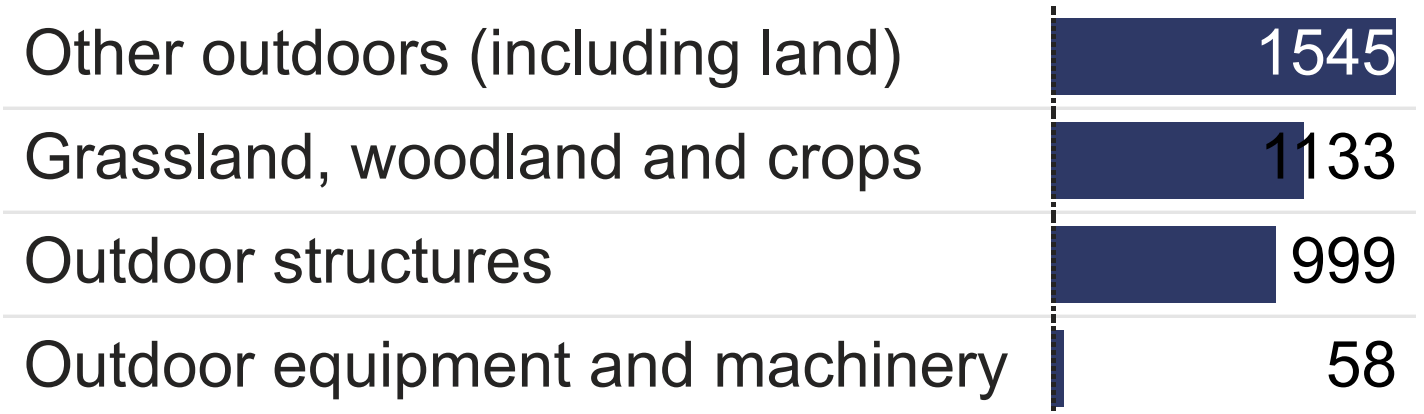 Other outdoors (including land) 1545
Grassland, woodland and crops 1133
Outdoor structures 999
Outdoor equipment and machinery 58